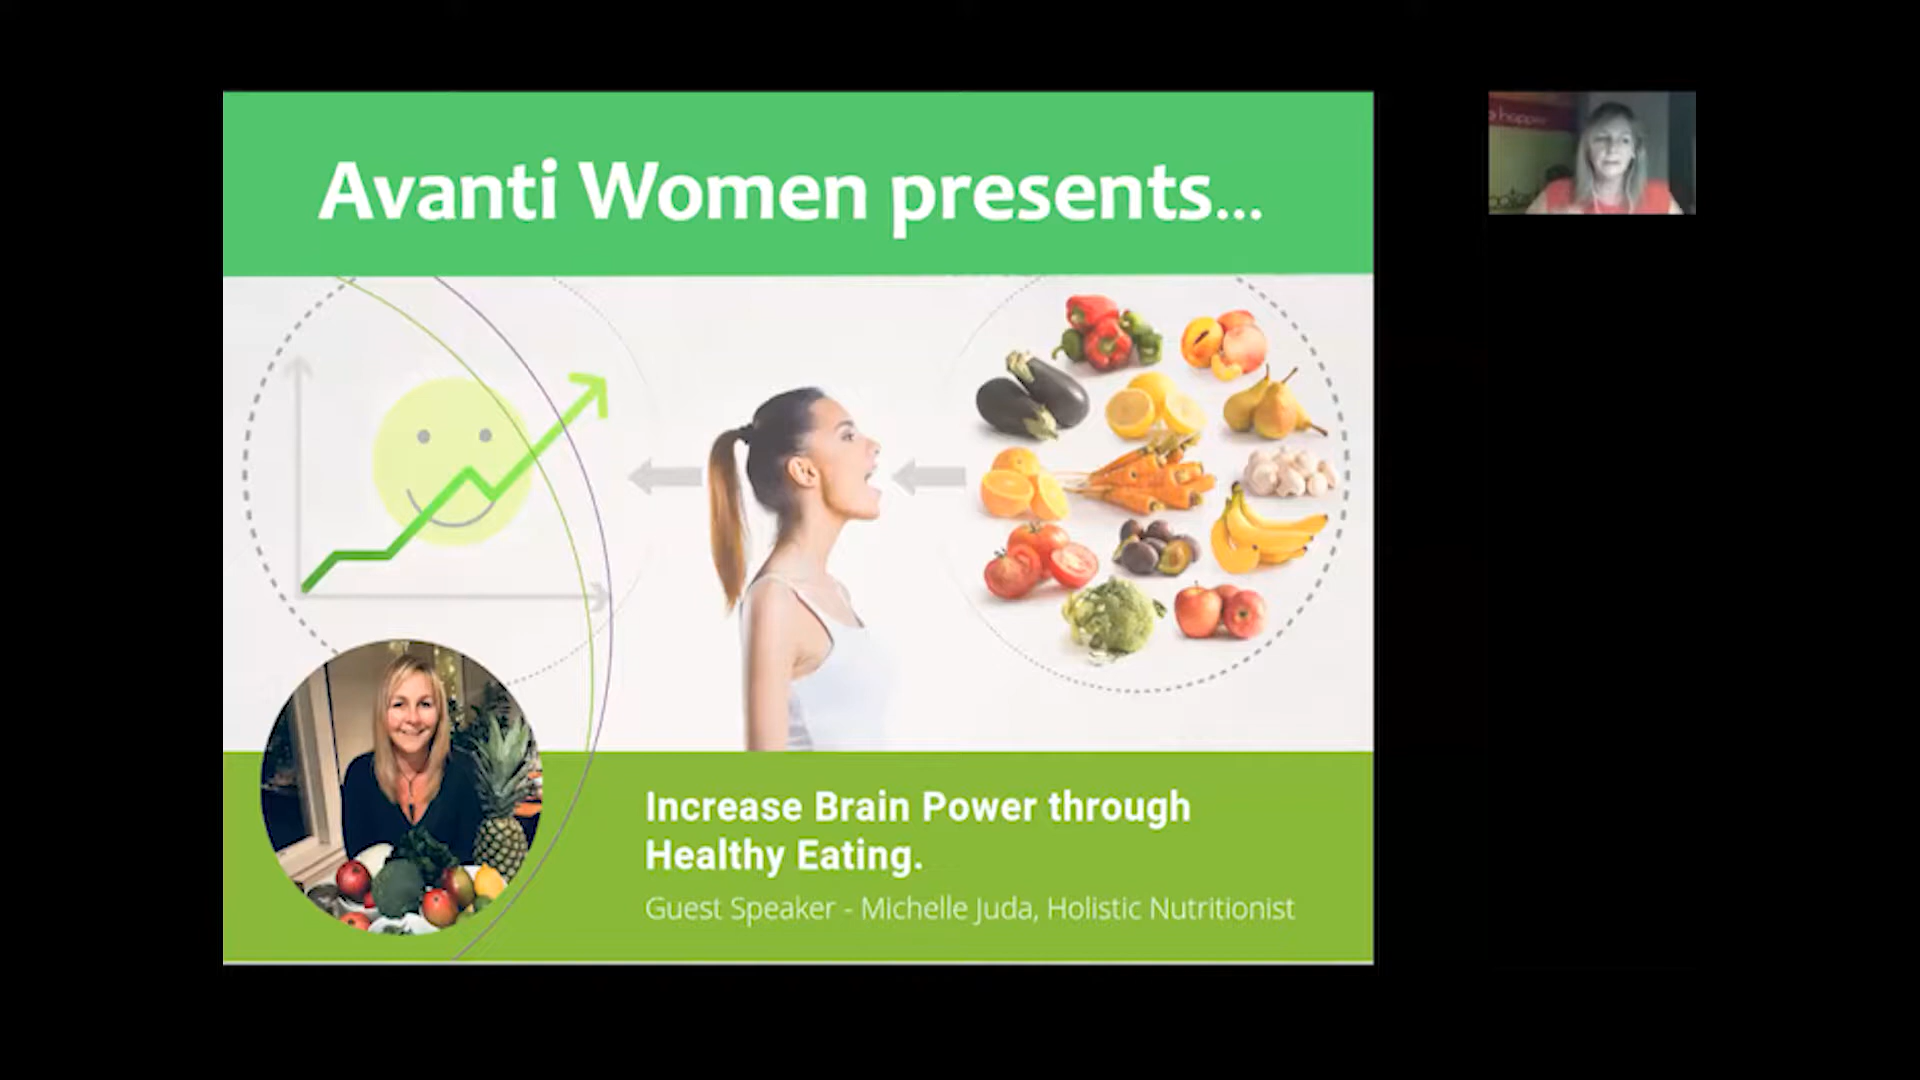 Avanti Women presents...
Increase Brain Power through
Healthy Eating.
Guest Speaker - Michelle Juda, Holistic Nutritionist